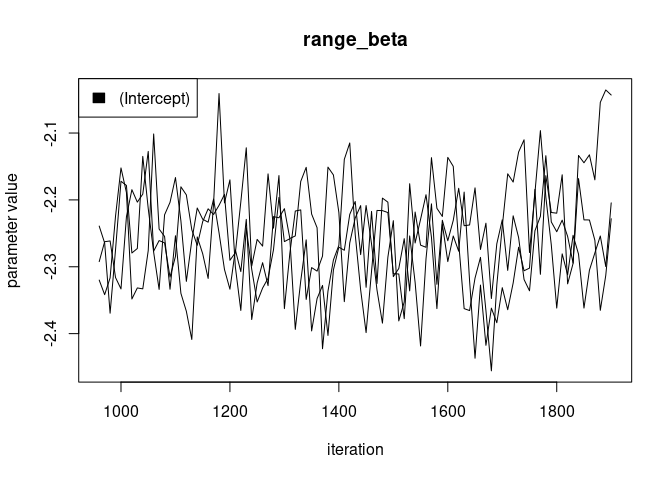 range_beta
(Intercept)
parameter value
-2.1
-2.2
-2.3
-2.4
1000 1200 1400 1600 1800
iteration